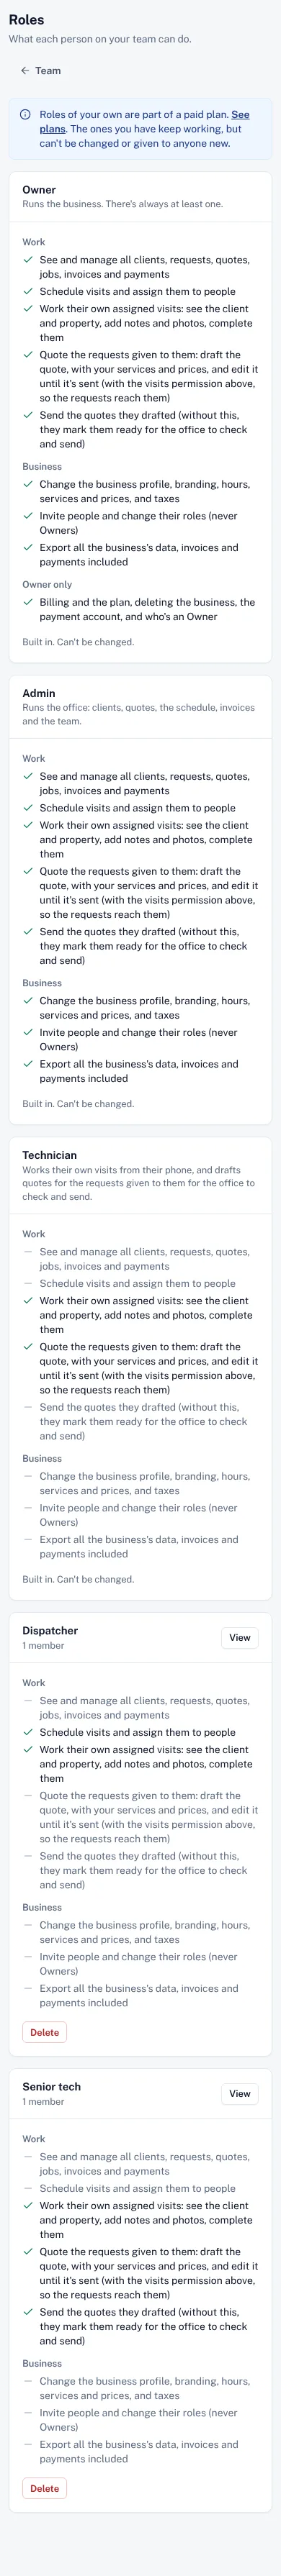 Roles
What each person on your team can do.
Team
Roles of your own are part of a paid plan. See
plans. The ones you have keep working, but
can't be changed or given to anyone new.
Owner
Runs the business. There's always at least one.
Work
See and manage all clients, requests, quotes,
jobs, invoices and payments
Schedule visits and assign them to people
Work their own assigned visits: see the client
and property, add notes and photos, complete
them
Quote the requests given to them: draft the
quote, with your services and prices, and edit it
until it's sent (with the visits permission above,
so the requests reach them)
Send the quotes they drafted (without this,
they mark them ready for the office to check
and send)
Business
Change the business profile, branding, hours,
services and prices, and taxes
Invite people and change their roles (never
Owners)
Export all the business's data, invoices and
payments included
Owner only
Billing and the plan, deleting the business, the
payment account, and who's an Owner
Built in. Can't be changed.
Admin
Runs the office: clients, quotes, the schedule, invoices
and the team.
Work
See and manage all clients, requests, quotes,
jobs, invoices and payments
Schedule visits and assign them to people
Work their own assigned visits: see the client
and property, add notes and photos, complete
them
Quote the requests given to them: draft the
quote, with your services and prices, and edit it
until it's sent (with the visits permission above,
so the requests reach them)
Send the quotes they drafted (without this,
they mark them ready for the office to check
and send)
Business
Change the business profile, branding, hours,
services and prices, and taxes
Invite people and change their roles (never
Owners)
Export all the business's data, invoices and
payments included
Built in. Can't be changed.
Technician
Works their own visits from their phone, and drafts
quotes for the requests given to them for the office to
check and send.
Work
See and manage all clients, requests, quotes,
jobs, invoices and payments
Schedule visits and assign them to people
Work their own assigned visits: see the client
and property, add notes and photos, complete
them
Quote the requests given to them: draft the
quote, with your services and prices, and edit it
until it's sent (with the visits permission above,
so the requests reach them)
Send the quotes they drafted (without this,
they mark them ready for the office to check
and send)
Business
Change the business profile, branding, hours,
services and prices, and taxes
Invite people and change their roles (never
Owners)
Export all the business's data, invoices and
payments included
Built in. Can't be changed.
Dispatcher
1 member
View
Work
See and manage all clients, requests, quotes,
jobs, invoices and payments
Schedule visits and assign them to people
Work their own assigned visits: see the client
and property, add notes and photos, complete
them
Quote the requests given to them: draft the
quote, with your services and prices, and edit it
until it's sent (with the visits permission above,
so the requests reach them)
Send the quotes they drafted (without this,
they mark them ready for the office to check
and send)
Business
Change the business profile, branding, hours,
services and prices, and taxes
Invite people and change their roles (never
Owners)
Export all the business's data, invoices and
payments included
Delete
Senior tech
1 member
View
Work
See and manage all clients, requests, quotes,
jobs, invoices and payments
Schedule visits and assign them to people
Work their own assigned visits: see the client
and property, add notes and photos, complete
them
Quote the requests given to them: draft the
quote, with your services and prices, and edit it
until it's sent (with the visits permission above,
so the requests reach them)
Send the quotes they drafted (without this,
they mark them ready for the office to check
and send)
Business
Change the business profile, branding, hours,
services and prices, and taxes
Invite people and change their roles (never
Owners)
Export all the business's data, invoices and
payments included
Delete